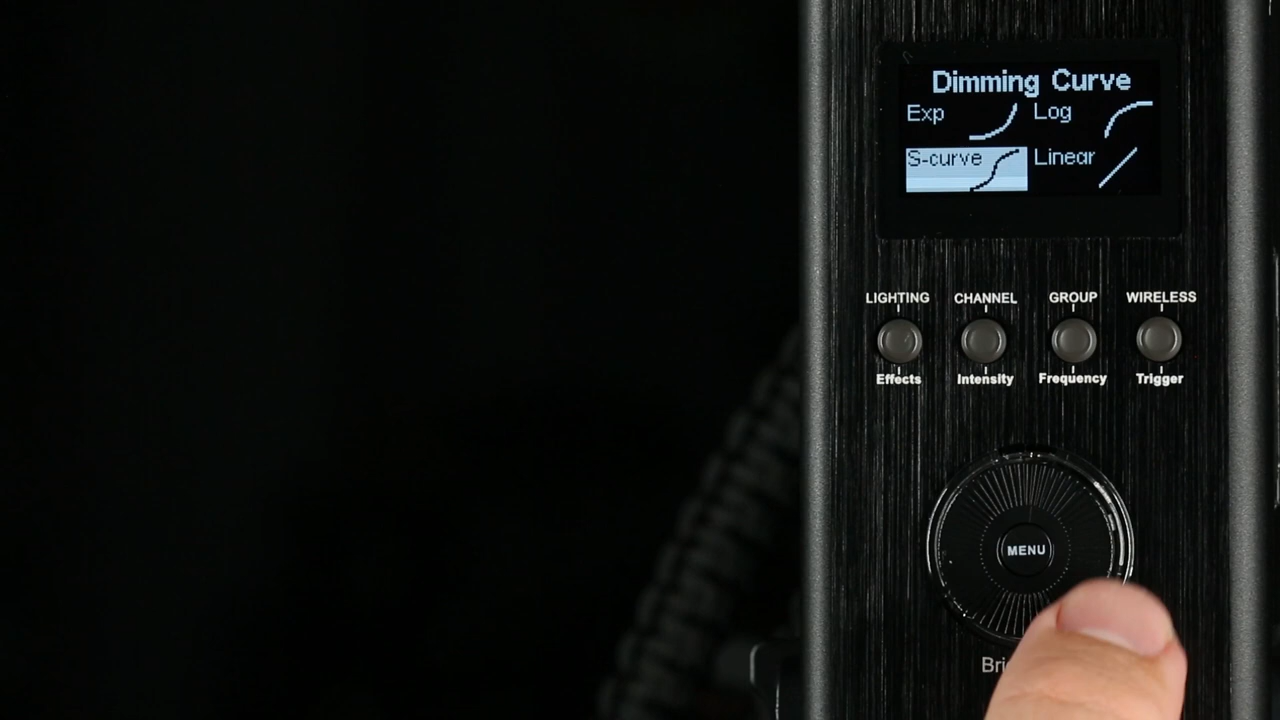 Dimming Curve
Exp Log
S-curve Linear
LIGHTING CHANNEL GROUP WIRELESS
Effects Intensity Frequency Trigger
MENU